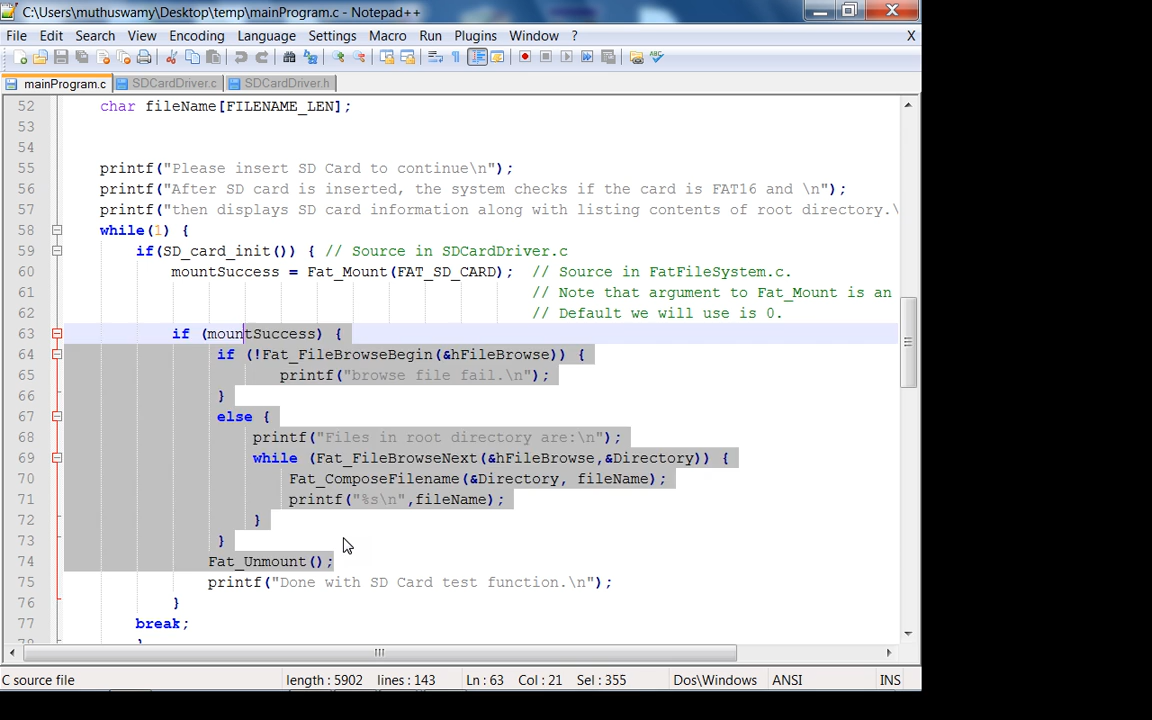 C:\Users\muthuswamy\Desktop\temp\mainProgram.c - Notepad++
File Edit Search View Encoding Language Settings Macro Run Plugins Window ? X
mainProgram.c SDCardDriver.c SDCardDriver.h
52 char fileName[FILENAME_LEN];
53
54
55 printf("Please insert SD Card to continue\n");
56 printf("After SD card is inserted, the system checks if the card is FAT16 and \n");
57 printf("then displays SD card information along with listing contents of root directory.\
58 while(1) {
59 if(SD_card_init()) { // Source in SDCardDriver.c
60 mountSuccess = Fat_Mount(FAT_SD_CARD); // Source in FatFileSystem.c.
61 // Note that argument to Fat_Mount is an
62 // Default we will use is 0.
63 if (mountSuccess) {
64 if (!Fat_FileBrowseBegin(&hFileBrowse)) {
65 printf("browse file fail.\n");
66 }
67 else {
68 printf("Files in root directory are:\n");
69 while (Fat_FileBrowseNext(&hFileBrowse,&Directory)) {
70 Fat_ComposeFilename(&Directory, fileName);
71 printf("%s\n",fileName);
72 }
73 }
74 Fat_Unmount();
75 printf("Done with SD Card test function.\n");
76 }
77 break;
78 }
C source file length : 5902 lines : 143 Ln : 63 Col : 21 Sel : 355 Dos\Windows ANSI INS